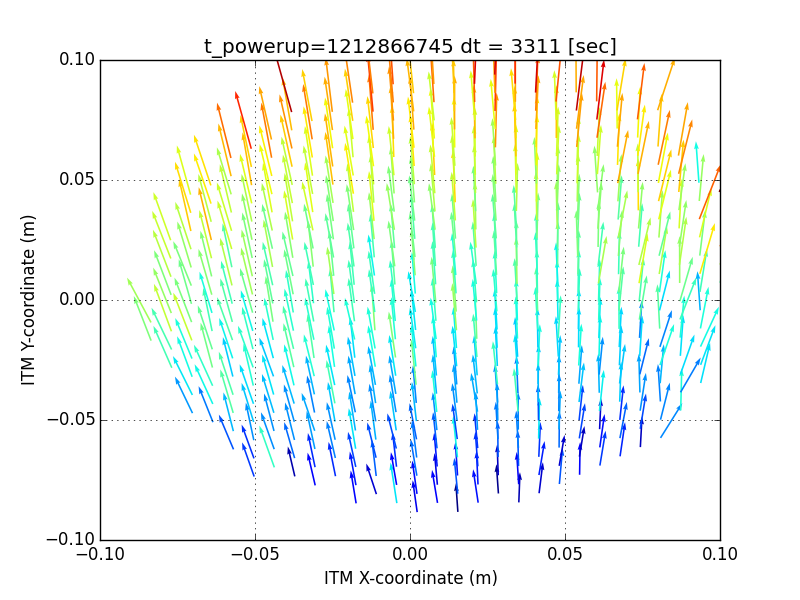 t_powerup=1212866745 dt = 3311 [sec]
0.10
0.05
0.00
−0.05
−0.10
ITM Y-coordinate (m)
−0.10 −0.05 0.00 0.05 0.10
ITM X-coordinate (m)